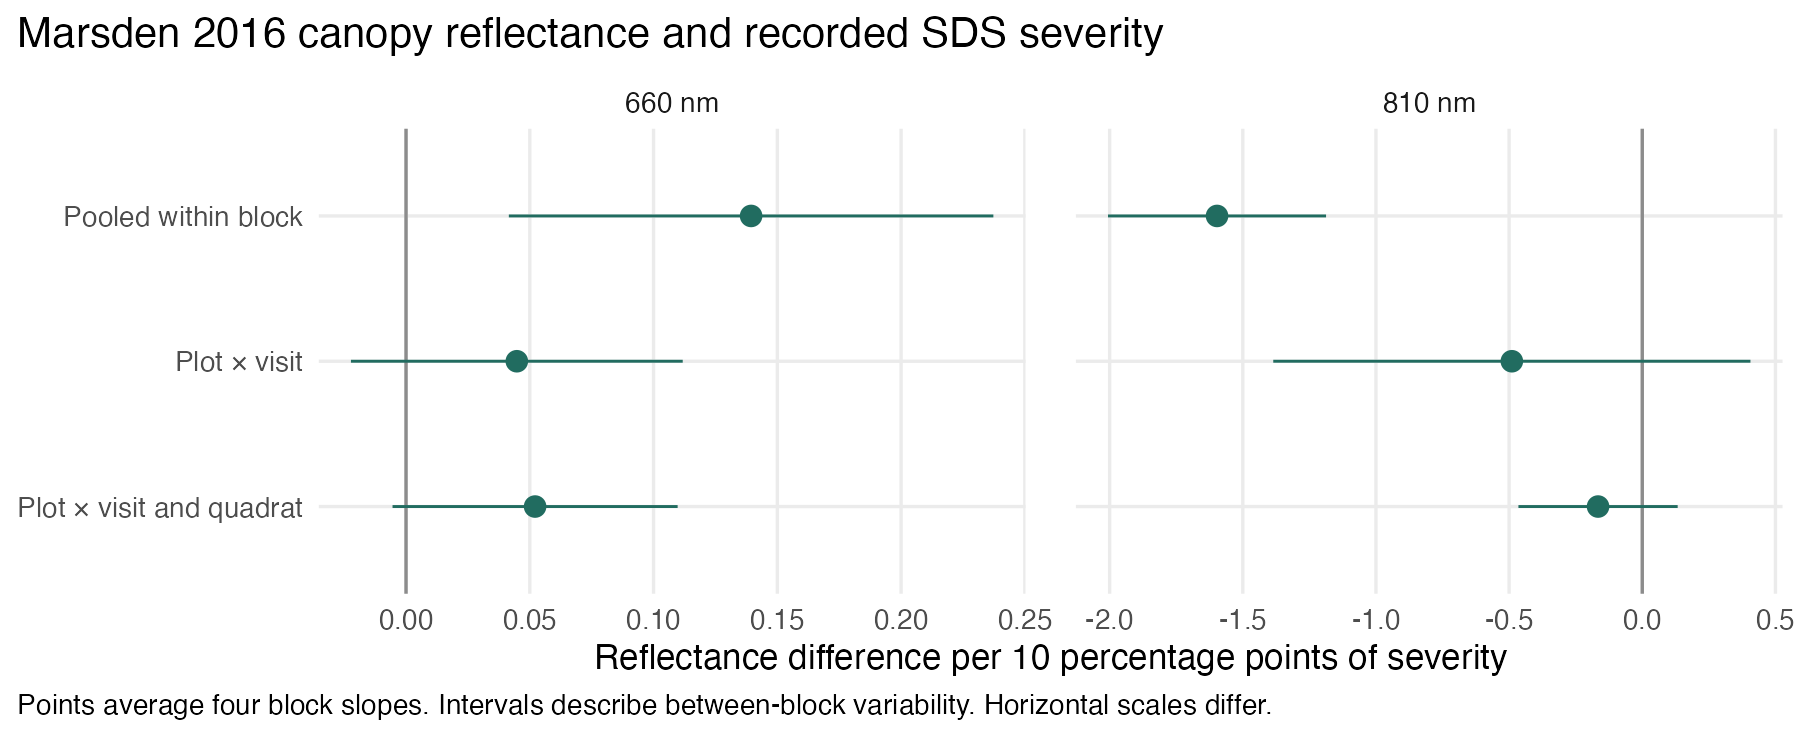 Marsden 2016 canopy reflectance and recorded SDS severity
660 nm
810 nm
Pooled within block
Plot × visit
Plot × visit and quadrat
0.00 0.05 0.10 0.15 0.20 0.25 -2.0 -1.5 -1.0 -0.5 0.0 0.5
Reflectance difference per 10 percentage points of severity
Points average four block slopes. Intervals describe between-block variability. Horizontal scales differ.